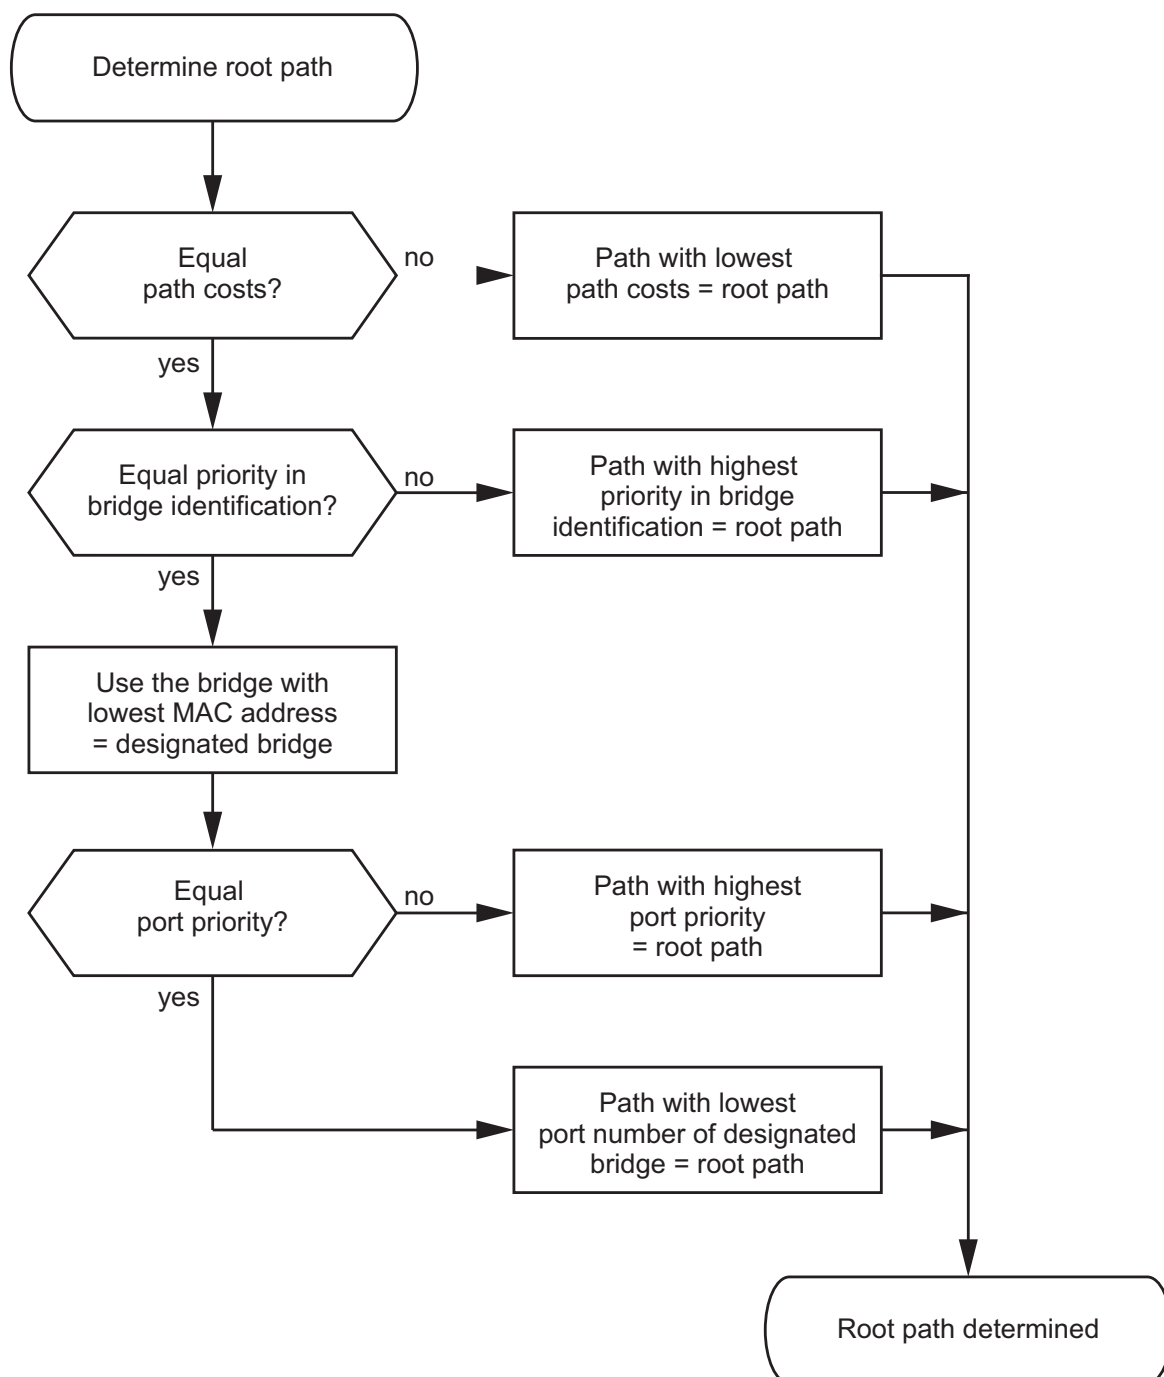 Determine root path
Equal
path costs?
no
Path with lowest
path costs = root path
yes
Equal priority in
bridge identification?
no
Path with highest
priority in bridge
identification = root path
yes
Use the bridge with
lowest MAC address
= designated bridge
Equal
port priority?
no
Path with highest
port priority
= root path
yes
Path with lowest
port number of designated
bridge = root path
Root path determined